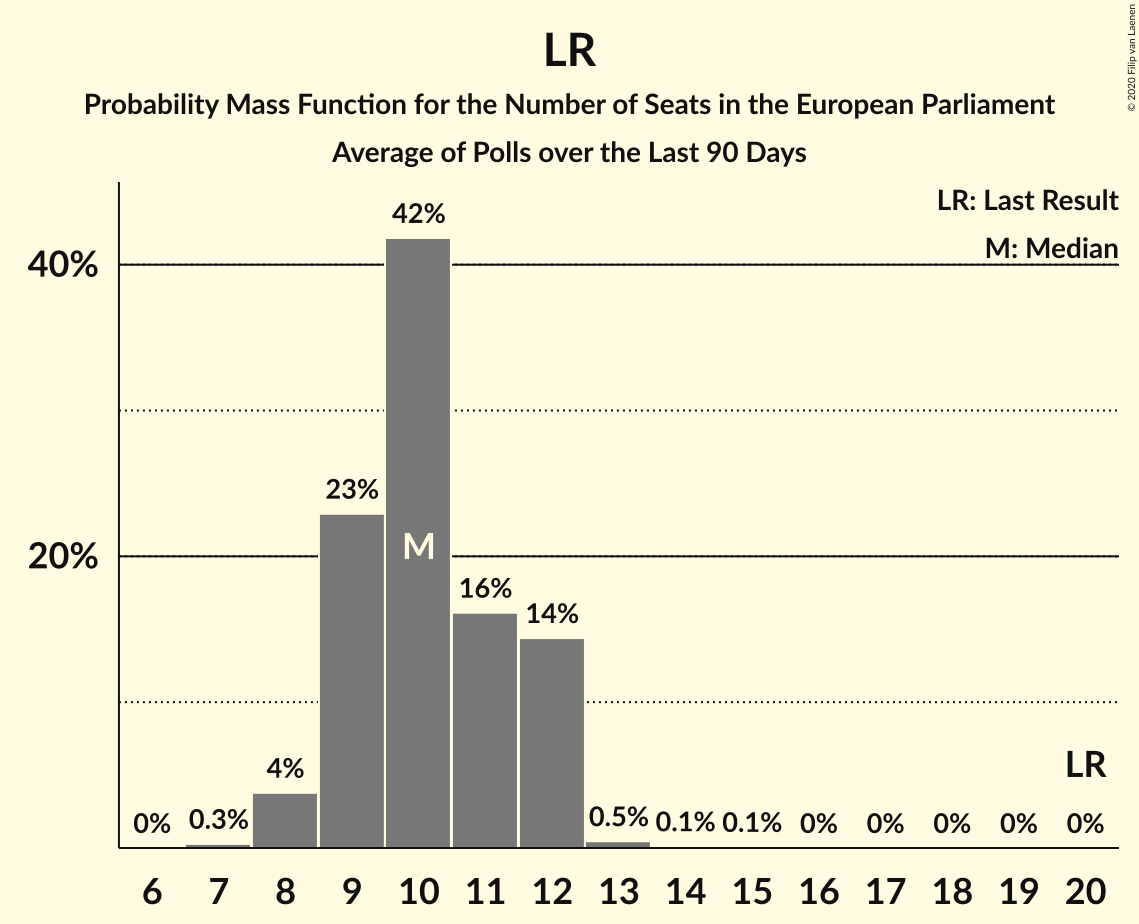 LR
Probability Mass Function for the Number of Seats in the European Parliament
Average of Polls over the Last 90 Days
© 2020 Filip van Laenen
LR: Last Result
M: Median
42%
40%
23%
M
20%
16%
14%
4%
LR
0%
0.3%
0.5%
0.1%
0.1%
0%
0%
0%
0%
0%
6 7 8 9 10 11 12 13 14 15 16 17 18 19 20